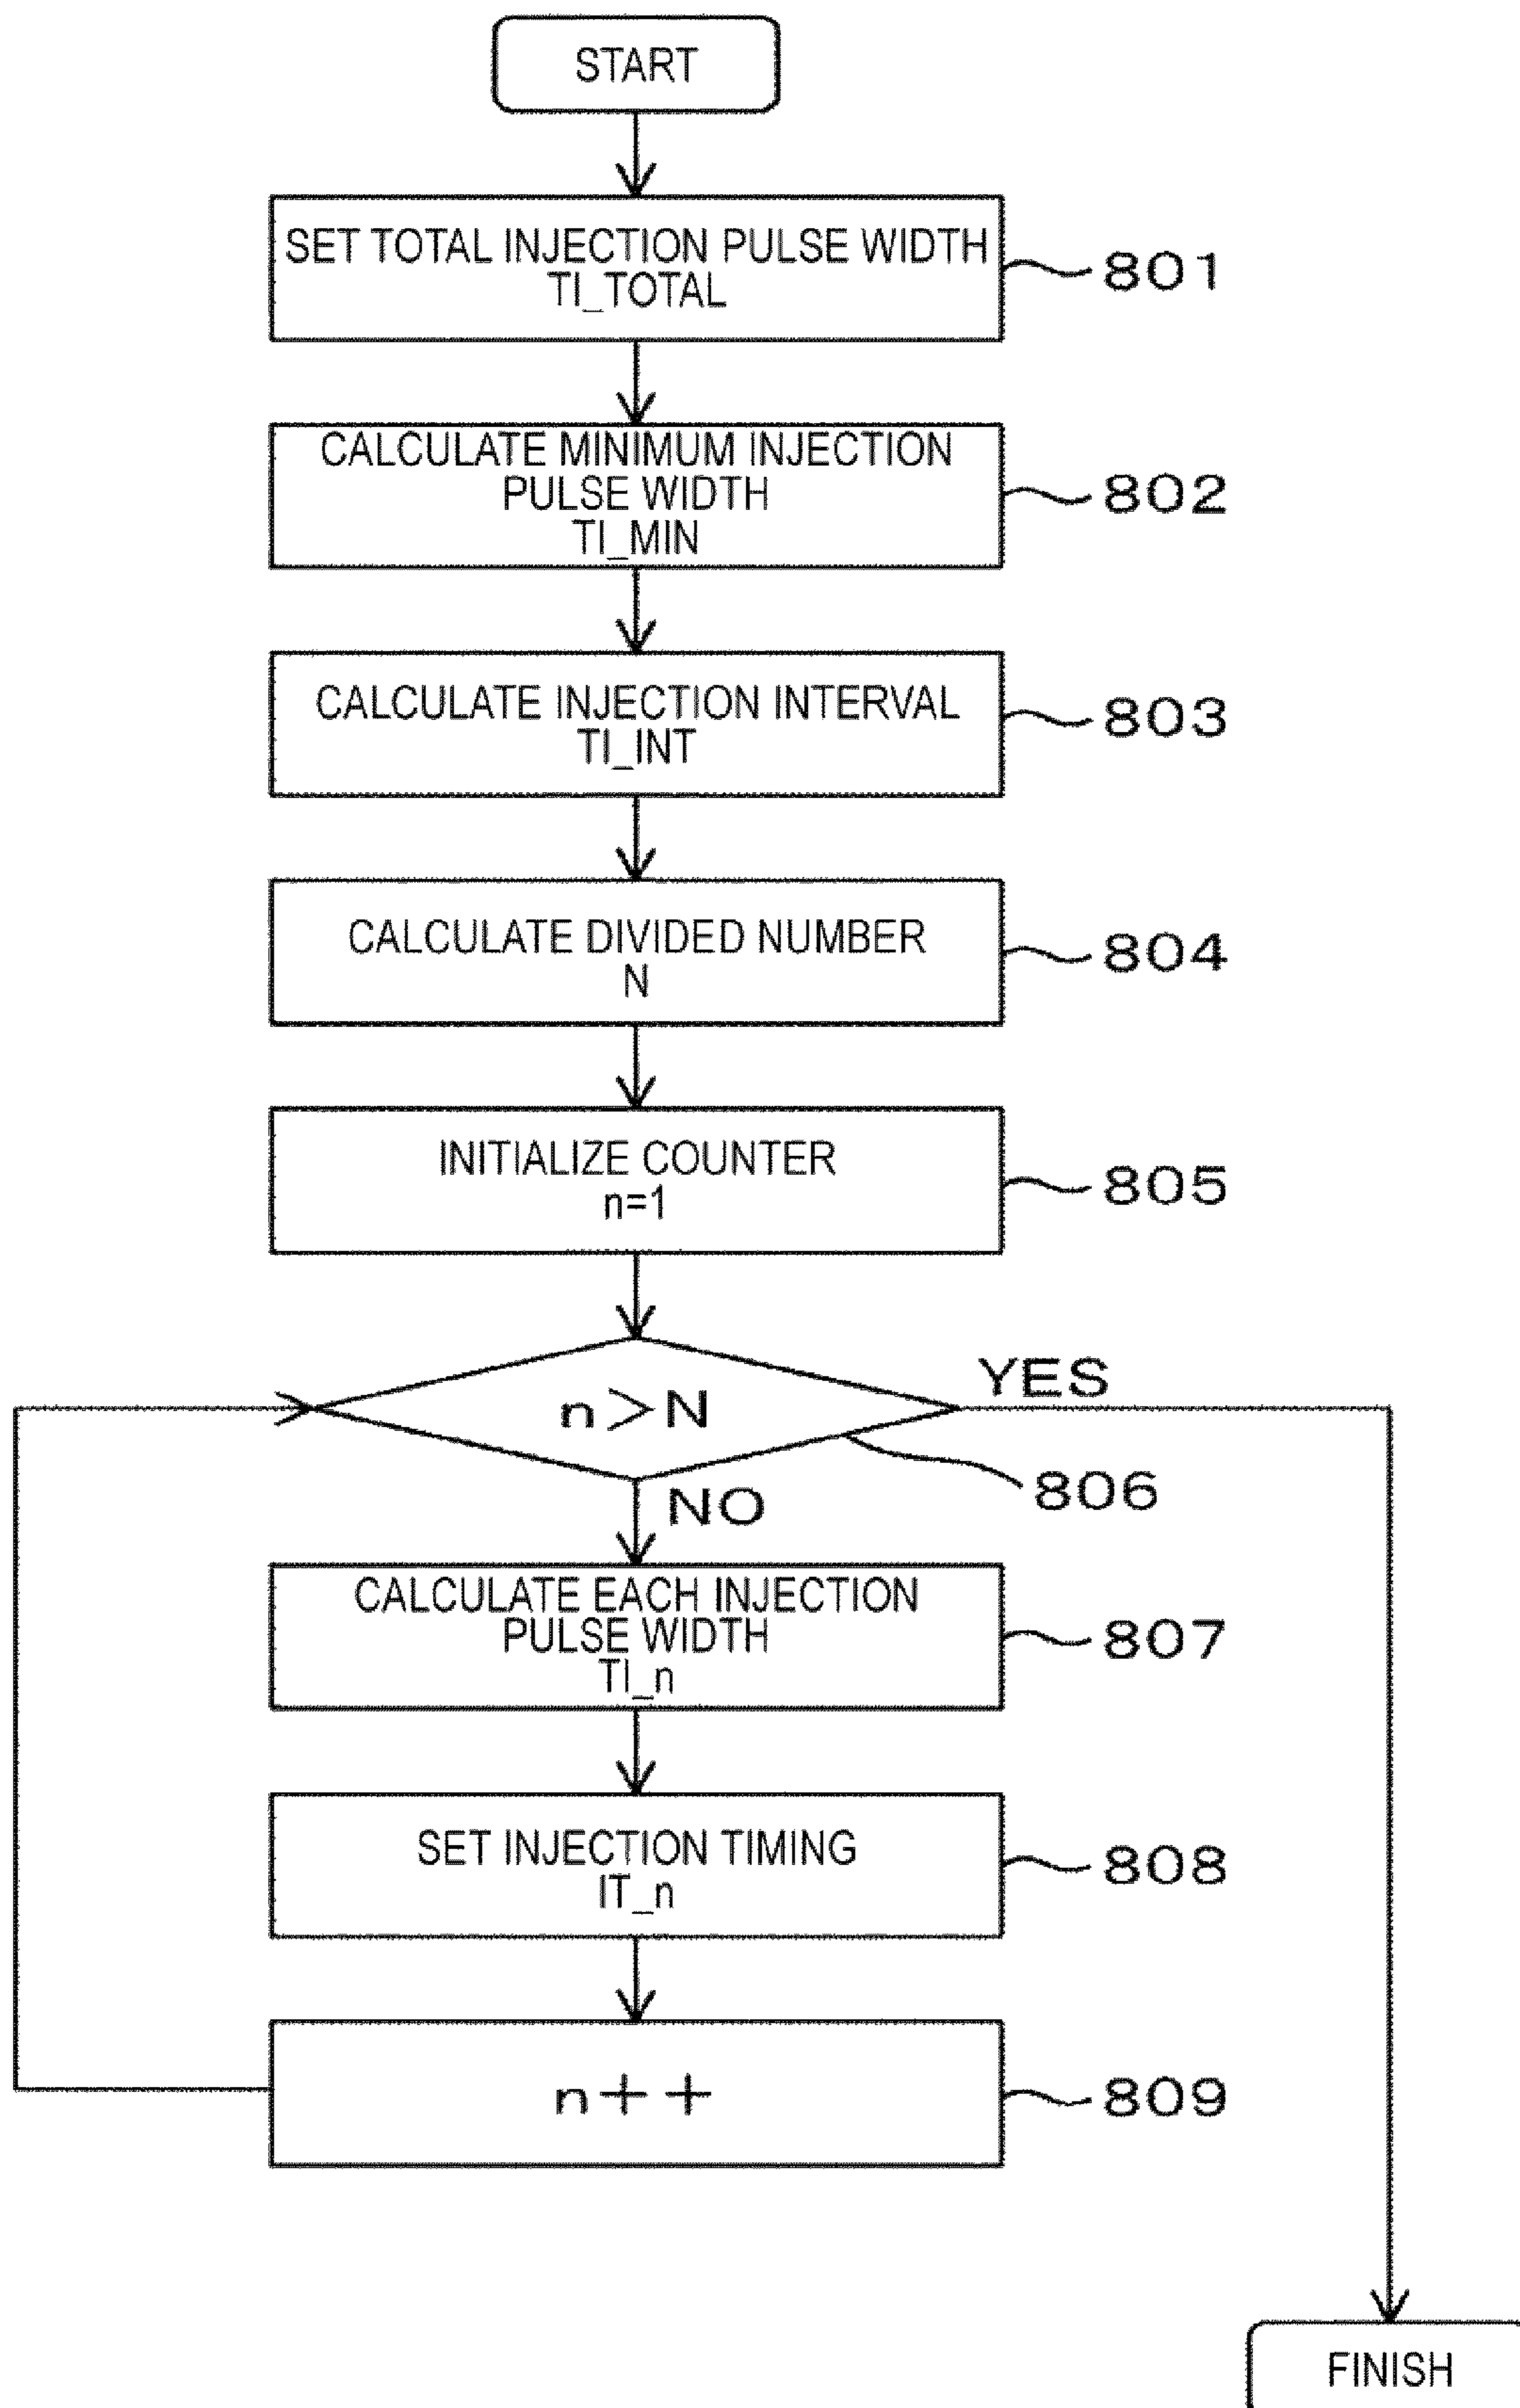 START
SET TOTAL INJECTION PULSE WIDTH
TI_TOTAL
801
CALCULATE MINIMUM INJECTION
PULSE WIDTH
TI_MIN
802
CALCULATE INJECTION INTERVAL
TI_INT
803
CALCULATE DIVIDED NUMBER
N
804
INITIALIZE COUNTER
n=1
805
n>N
YES
806
NO
CALCULATE EACH INJECTION
PULSE WIDTH
TI_n
807
SET INJECTION TIMING
IT_n
808
n++
809
FINISH